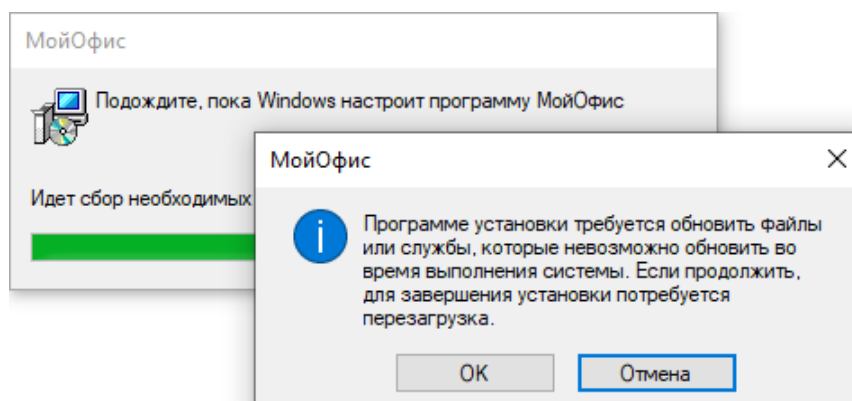 МойОфис
Подождите, пока Windows настроит программу МойОфис
Идет сбор необходимых
МойОфис
Программе установки требуется обновить файлы
или службы, которые невозможно обновить во
время выполнения системы. Если продолжить,
для завершения установки потребуется
перезагрузка.
OK
Отмена